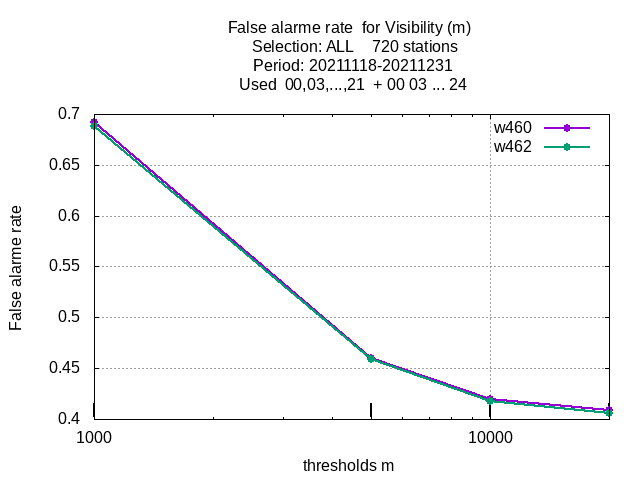 False alarme rate  for Visibility (m)
Selection: ALL    720 stations
Period: 20211118-20211231
Used  00,03,...,21  + 00 03 ... 24
0.7
w460
w462
0.65
0.6
0.55
0.5
0.45
0.4
False alarme rate
1000
10000
thresholds m